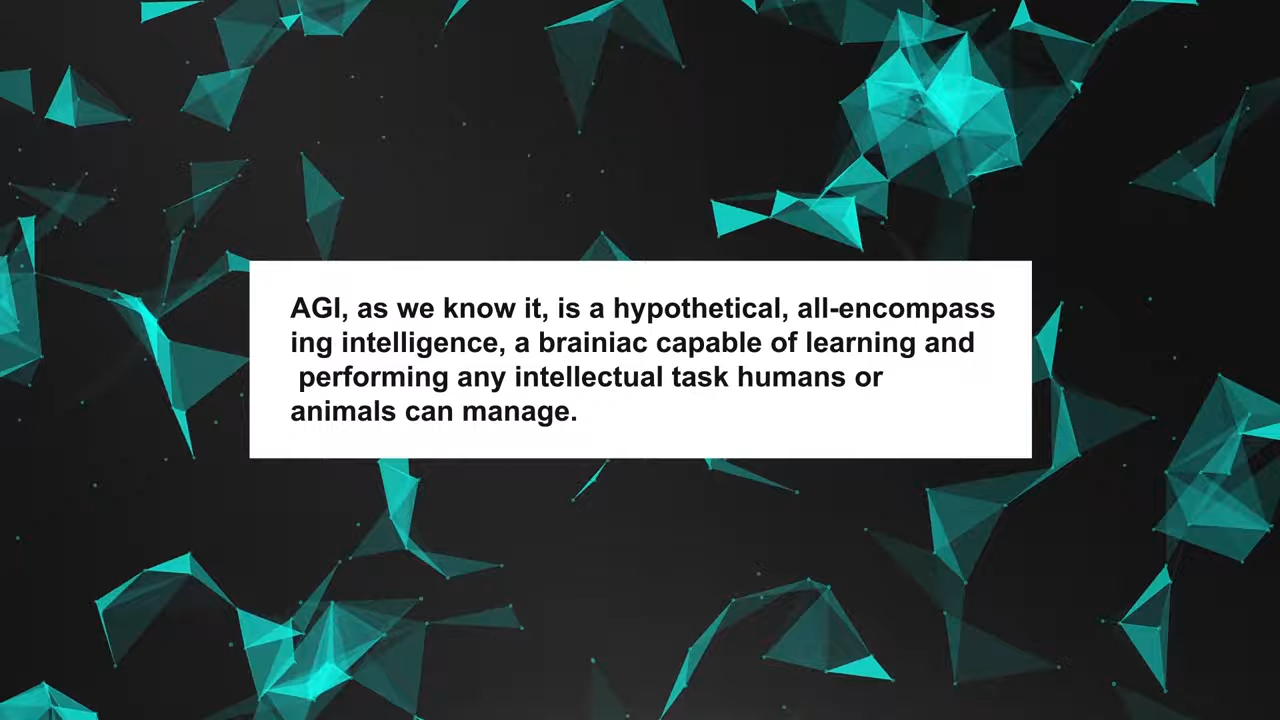 AGI, as we know it, is a hypothetical, all-encompass
ing intelligence, a brainiac capable of learning and
performing any intellectual task humans or
animals can manage.